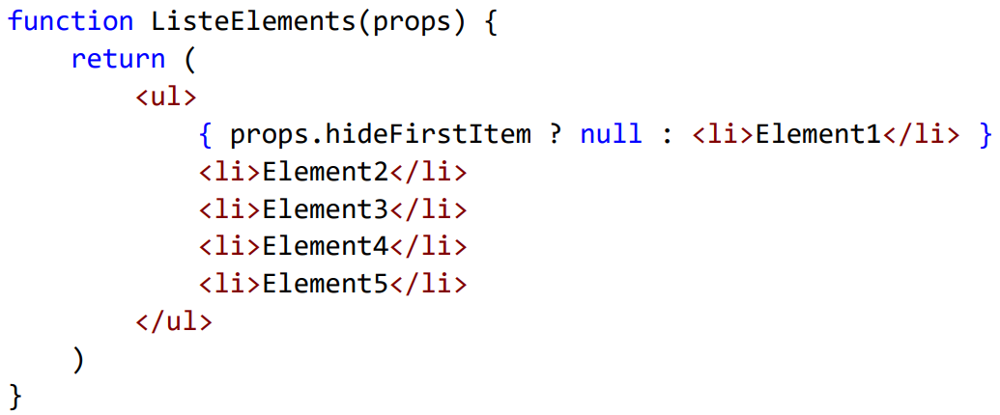 function ListeElements(props) {
    return (
        <ul>
            { props.hideFirstItem ? null : <li>Element1</li> }
            <li>Element2</li>
            <li>Element3</li>
            <li>Element4</li>
            <li>Element5</li>
        </ul>
    )
}